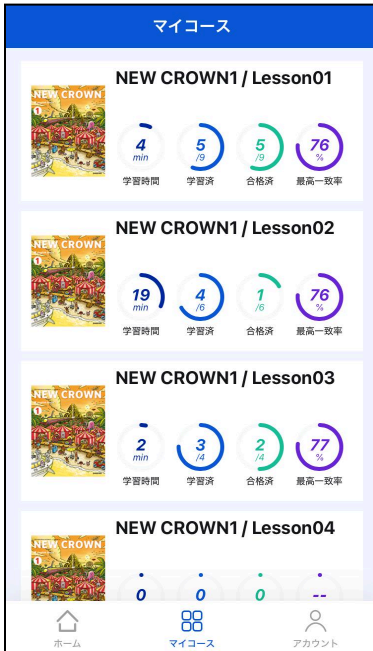 マイコース
NEW CROWN1 / Lesson01
NEW CROWN
1
4
min
学習時間
5
/9
学習済
5
/9
合格済
76
%
最高一致率
NEW CROWN1 / Lesson02
NEW CROWN
1
19
min
学習時間
4
/6
学習済
1
/6
合格済
76
%
最高一致率
NEW CROWN1 / Lesson03
NEW CROWN
1
2
min
学習時間
3
/4
学習済
2
/4
合格済
77
%
最高一致率
NEW CROWN1 / Lesson04
NEW CROWN
1
0
0
0
--
ホーム
マイコース
アカウント